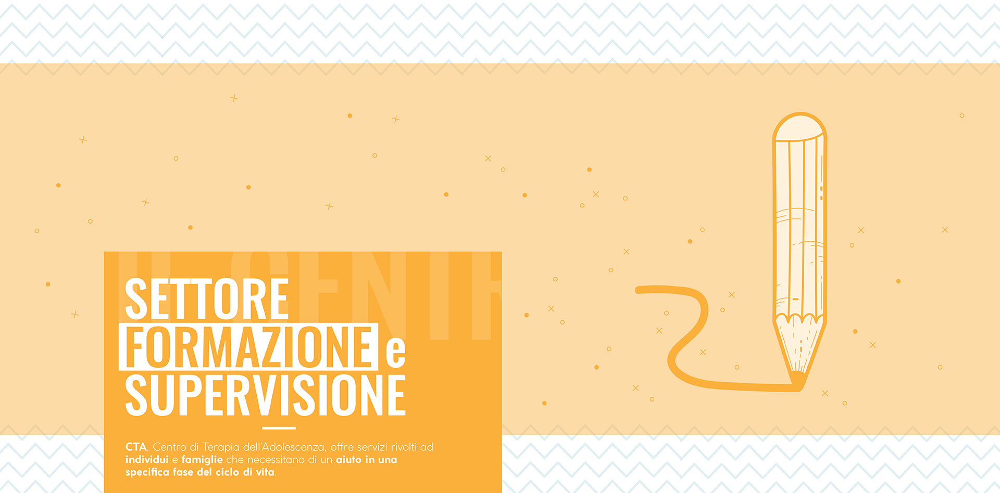 IL CENTR
SETTORE
FORMAZIONE e
SUPERVISIONE
CTA, Centro di Terapia dell'Adolescenza, offre servizi rivolti ad
individui e famiglie che necessitano di un aiuto in una
specifica fase del ciclo di vita.